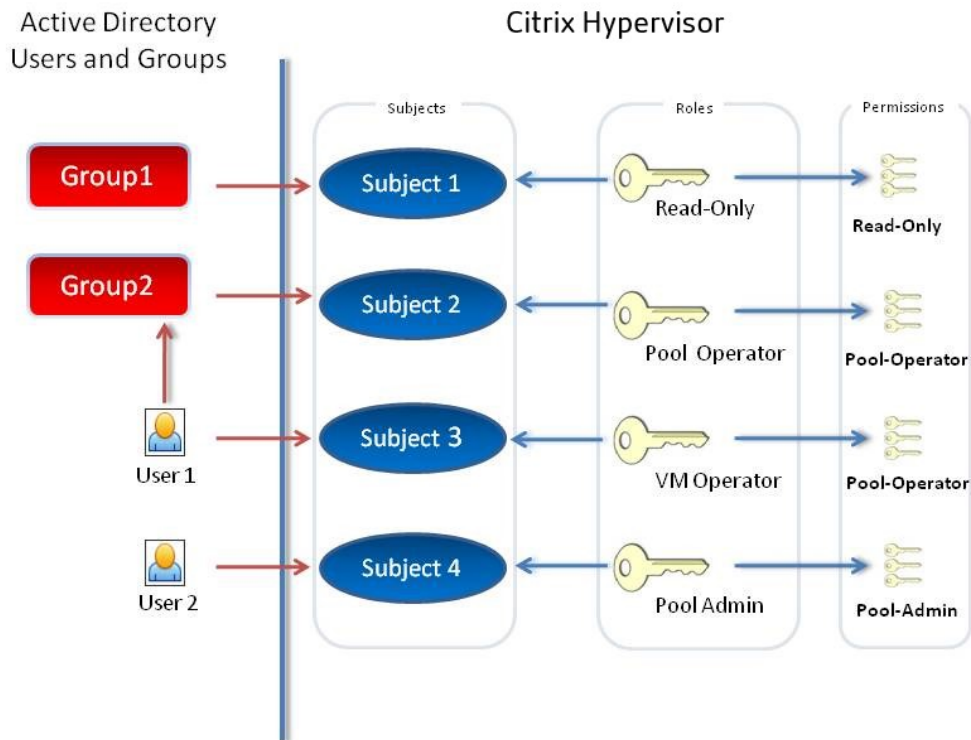 Active Directory
Users and Groups
Citrix Hypervisor
Subjects
Roles
Permissions
Group1
Subject 1
Read-Only
Read-Only
Group2
Subject 2
Pool Operator
Pool-Operator
User 1
Subject 3
VM Operator
Pool-Operator
User 2
Subject 4
Pool Admin
Pool-Admin